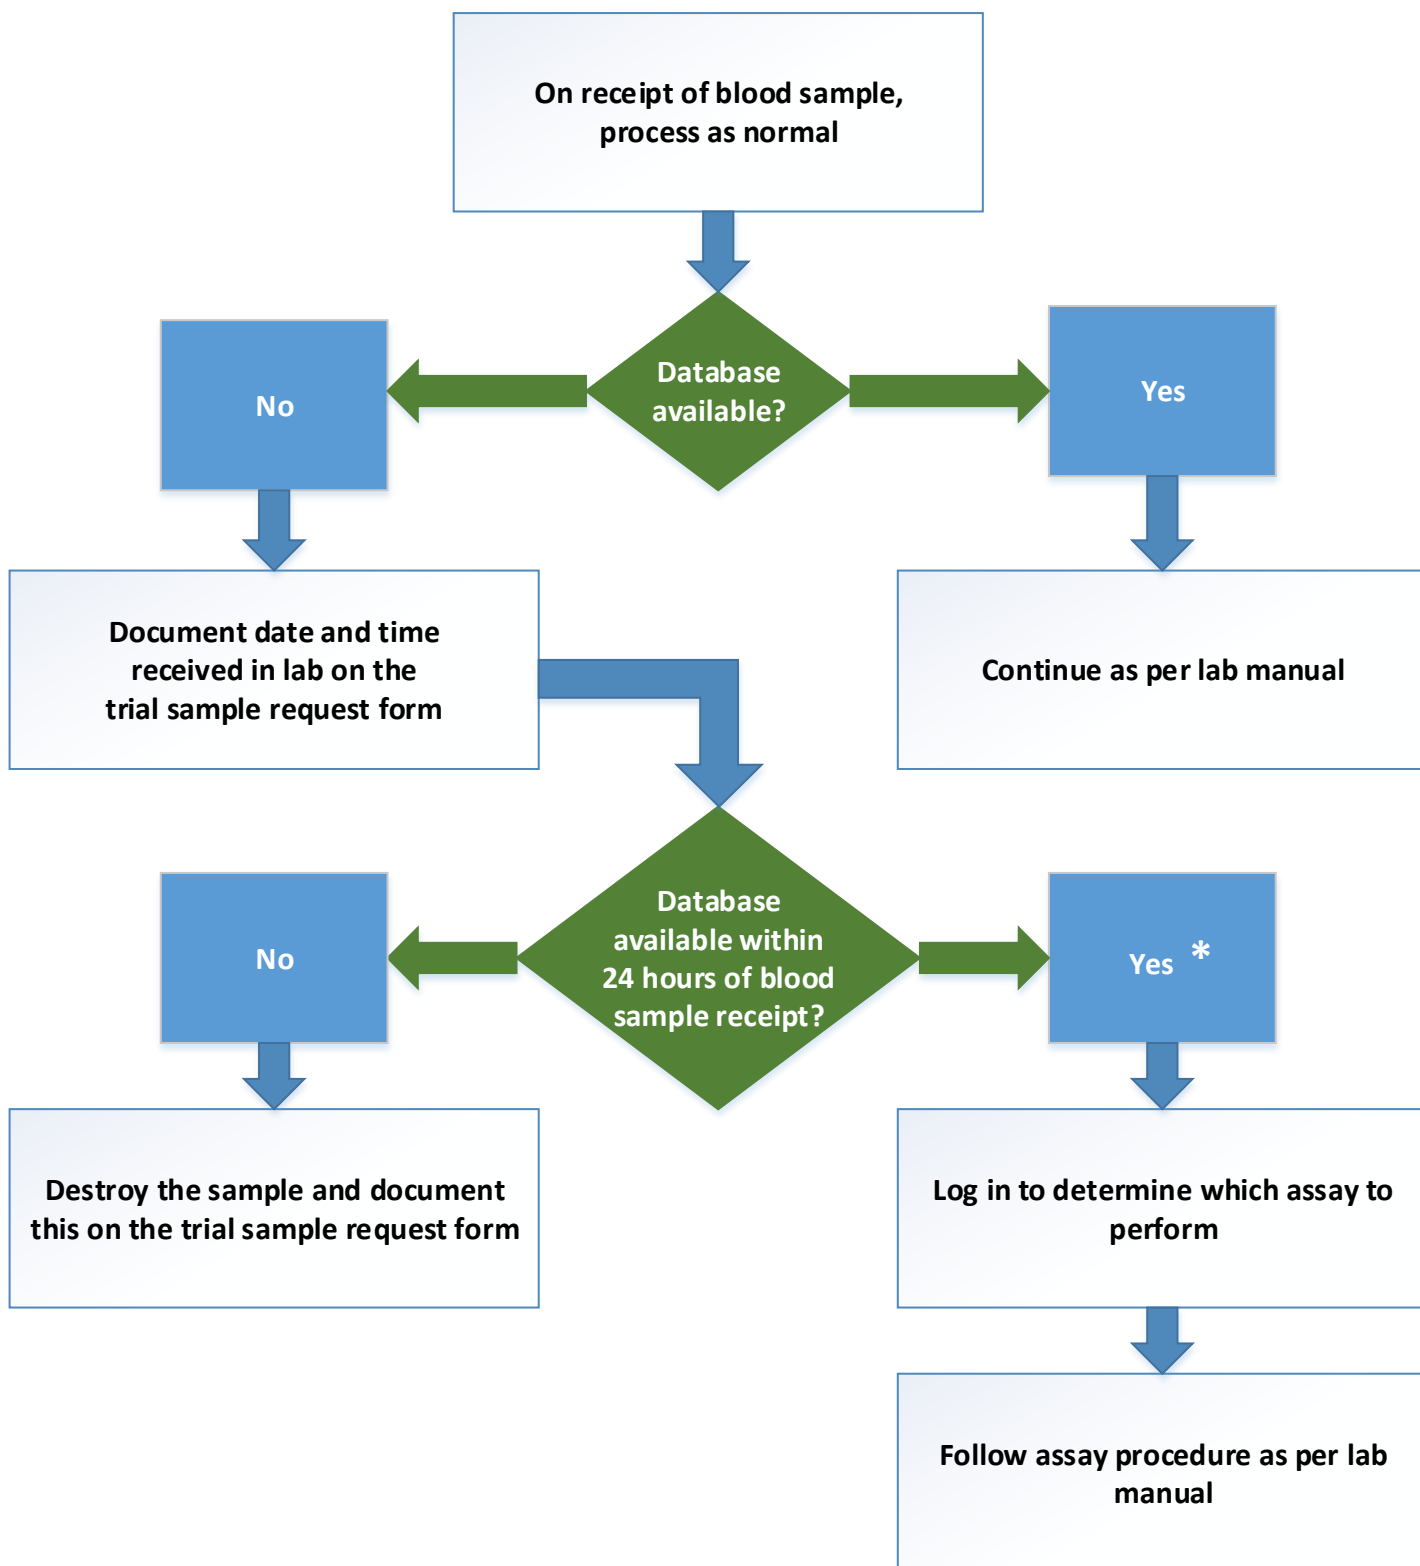 On receipt of blood sample,
process as normal
Database
available?
No
Yes
Document date and time
received in lab on the
trial sample request form
Continue as per lab manual
Database
available within
24 hours of blood
sample receipt?
No
Yes *
Destroy the sample and document
this on the trial sample request form
Log in to determine which assay to
perform
Follow assay procedure as per lab
manual